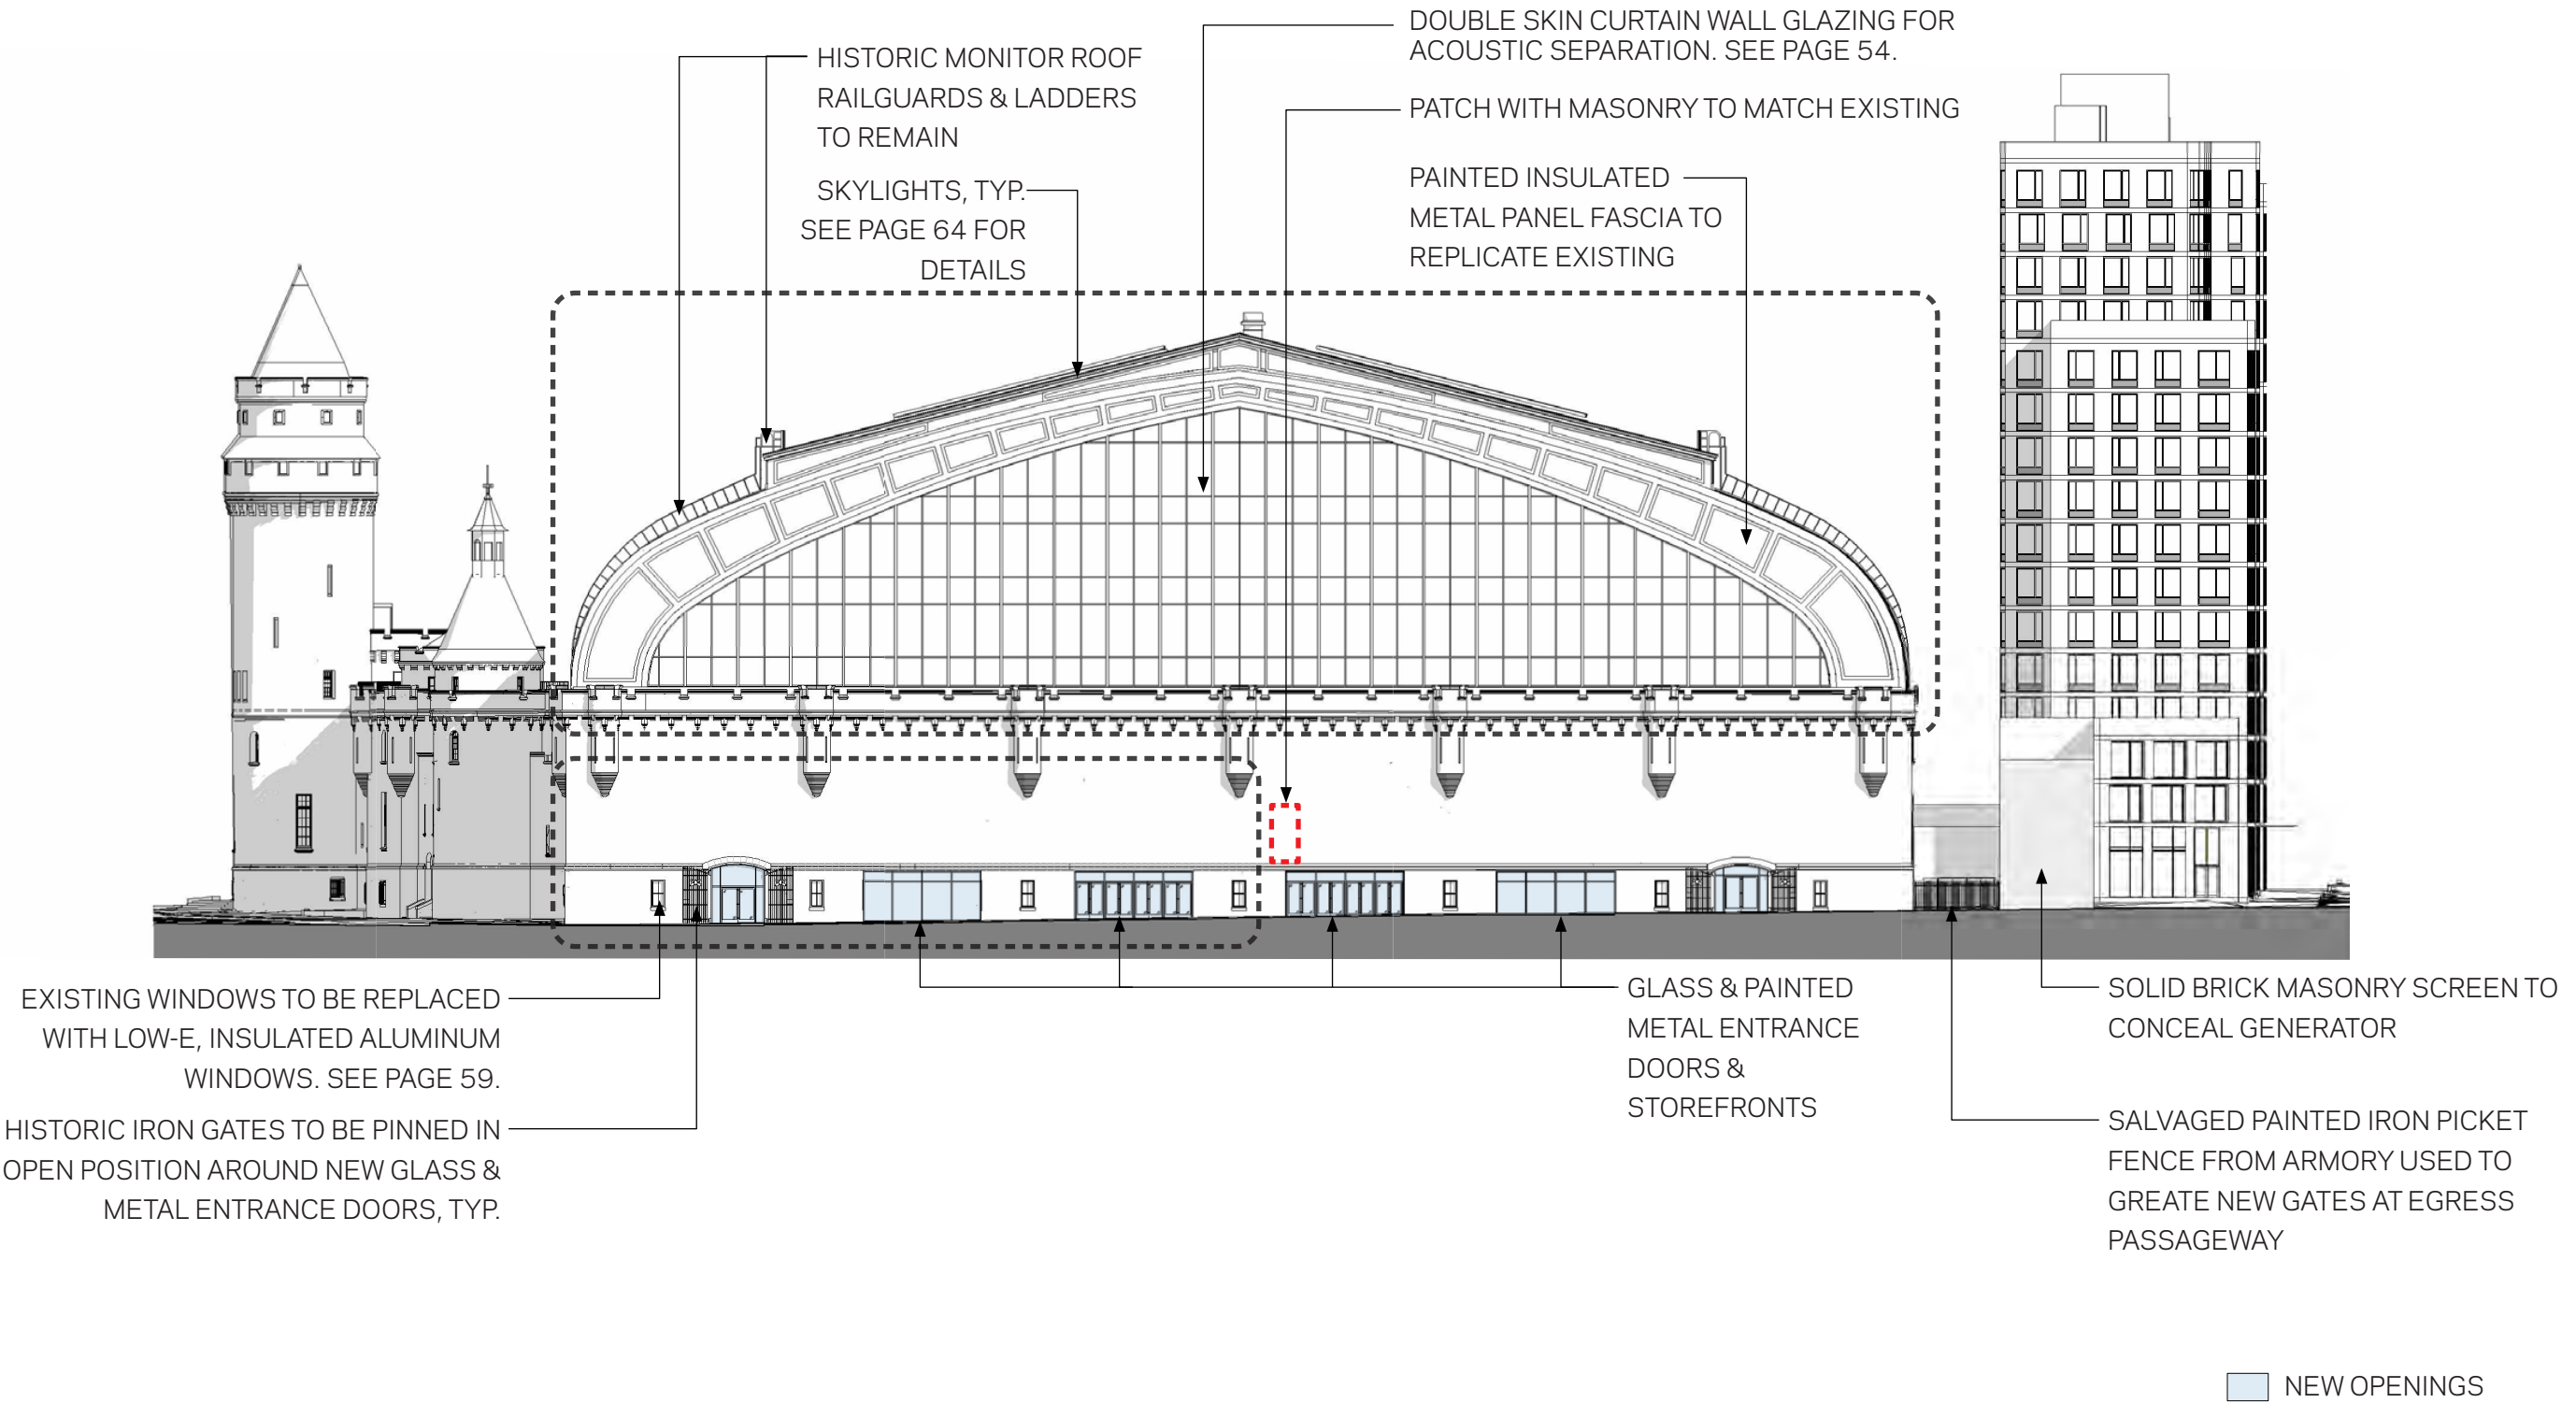 HISTORIC MONITOR ROOF
RAILGUARDS & LADDERS
TO REMAIN
SKYLIGHTS, TYP.
SEE PAGE 64 FOR
DETAILS
DOUBLE SKIN CURTAIN WALL GLAZING FOR
ACOUSTIC SEPARATION. SEE PAGE 54.
PATCH WITH MASONRY TO MATCH EXISTING
PAINTED INSULATED
METAL PANEL FASCIA TO
REPLICATE EXISTING
EXISTING WINDOWS TO BE REPLACED
WITH LOW-E, INSULATED ALUMINUM
WINDOWS. SEE PAGE 59.
HISTORIC IRON GATES TO BE PINNED IN
OPEN POSITION AROUND NEW GLASS &
METAL ENTRANCE DOORS, TYP.
GLASS & PAINTED
METAL ENTRANCE
DOORS &
STOREFRONTS
SOLID BRICK MASONRY SCREEN TO
CONCEAL GENERATOR
SALVAGED PAINTED IRON PICKET
FENCE FROM ARMORY USED TO
GREATE NEW GATES AT EGRESS
PASSAGEWAY
NEW OPENINGS